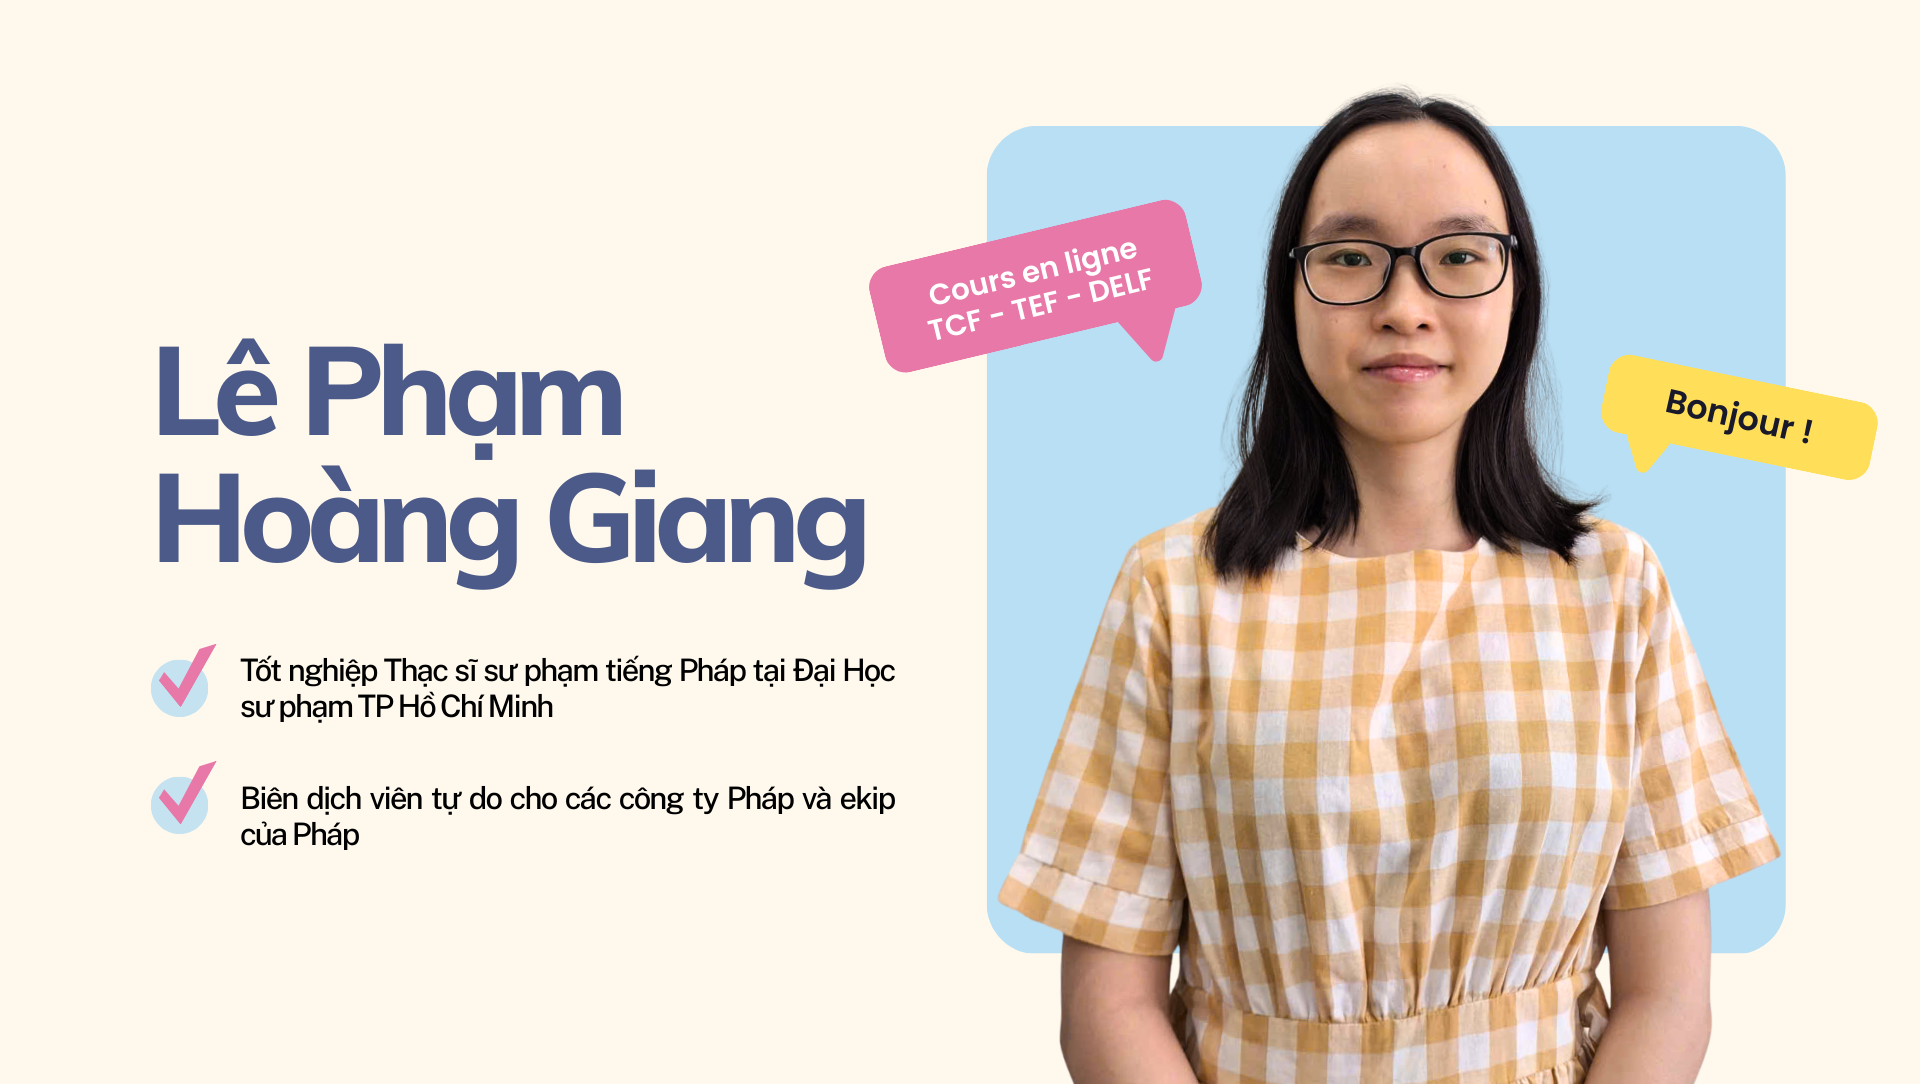 Lê Phạm
Hoàng Giang
Tốt nghiệp Thạc sĩ sư phạm tiếng Pháp tại Đại Học
sư phạm TP Hồ Chí Minh
Biên dịch viên tự do cho các công ty Pháp và ekip
của Pháp
Cours en ligne
TCF - TEF - DELF
Bonjour !